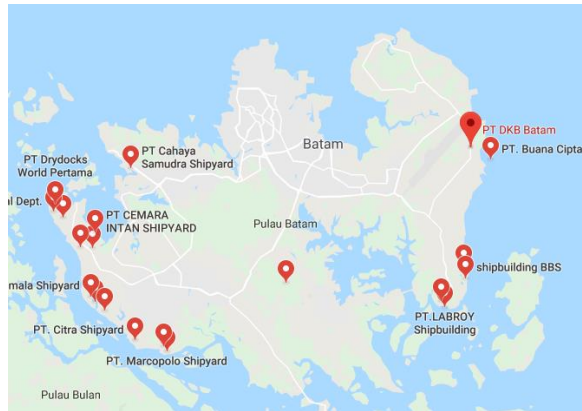 PT DKB Batam
Batam
PT. Buana Cipta
PT Cahaya
Samudra Shipyard
PT Drydocks
World Pertama
al Dept.
PT CEMARA
INTAN SHIPYARD
Pulau Batam
shipbuilding BBS
mala Shipyard
PT.LABROY
Shipbuilding
PT. Citra Shipyard
PT. Marcopolo Shipyard
Pulau Bulan